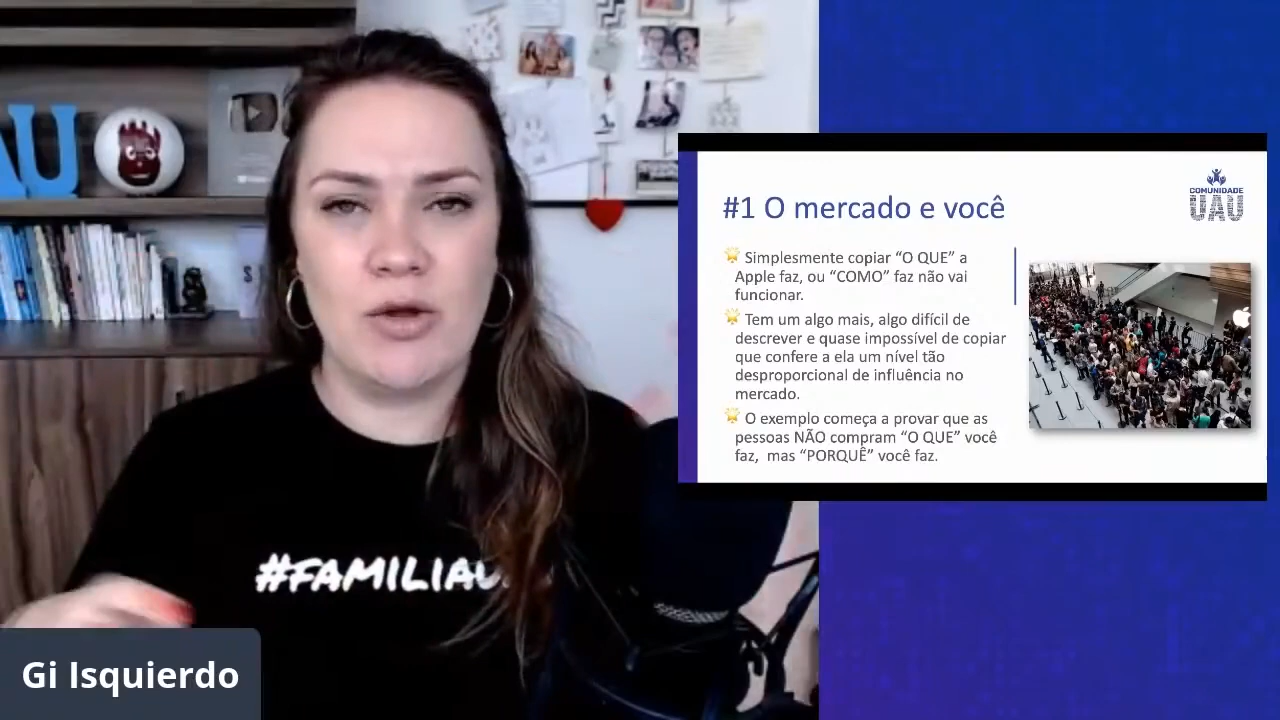 AU
#FAMILIAU
Gi Isquierdo
#1 O mercado e você
COMUNIDADE
UAU
Simplesmente copiar “O QUE” a
Apple faz, ou “COMO” faz não vai
funcionar.
Tem um algo mais, algo difícil de
descrever e quase impossível de copiar
que confere a ela um nível tão
desproporcional de influência no
mercado.
O exemplo começa a provar que as
pessoas NÃO compram “O QUE” você
faz, mas “PORQUÊ” você faz.